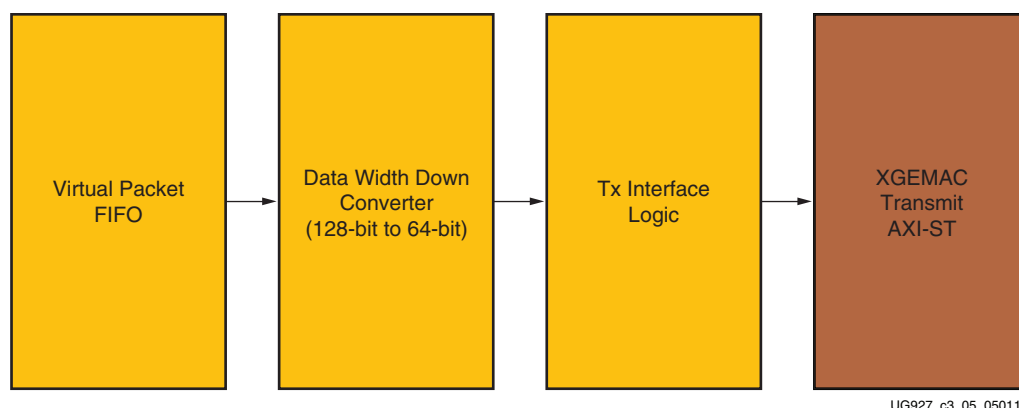 Virtual Packet
FIFO
Data Width Down
Converter
(128-bit to 64-bit)
Tx Interface
Logic
XGEMAC
Transmit
AXI-ST
UG927_c3_05_05011